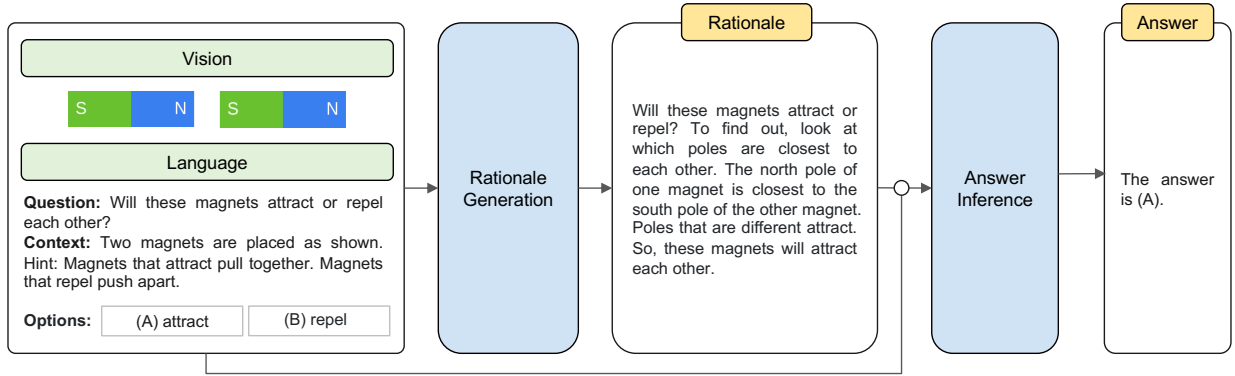 Vision
S N S N
Language
Question: Will these magnets attract or repel
each other?
Context: Two magnets are placed as shown.
Hint: Magnets that attract pull together. Magnets
that repel push apart.
Options: (A) attract (B) repel
Rationale
Generation
Rationale
Will these magnets attract or
repel? To find out, look at
which poles are closest to
each other. The north pole of
one magnet is closest to the
south pole of the other magnet.
Poles that are different attract.
So, these magnets will attract
each other.
Answer
Inference
Answer
The answer
is (A).